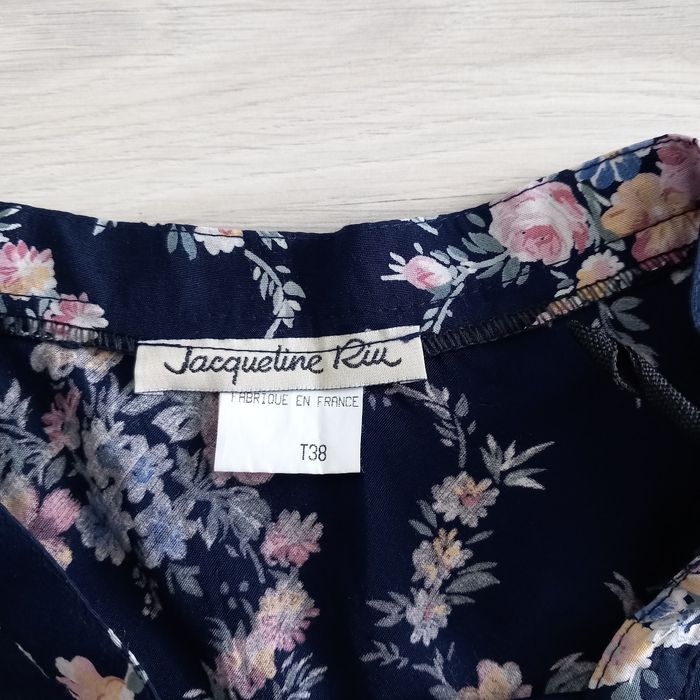 Jacqueline Riu
FABRIQUE EN FRANCE
T38